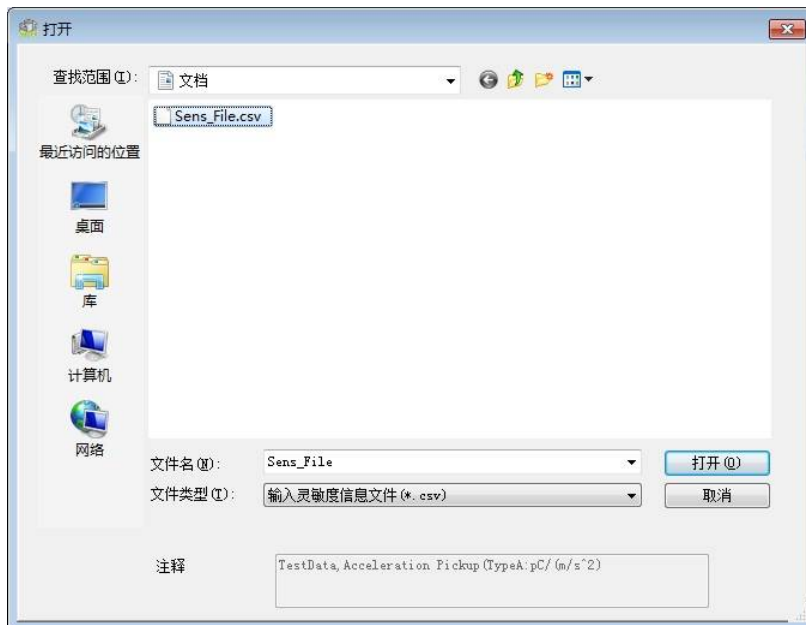 打开
查找范围(I):
文档
Sens_File.csv
最近访问的位置
桌面
库
计算机
网络
文件名(N):
Sens_File
打开(O)
文件类型(T):
输入灵敏度信息文件(*.csv)
取消
注释
TestData,Acceleration Pickup(TypeA:pC/(m/s^2)